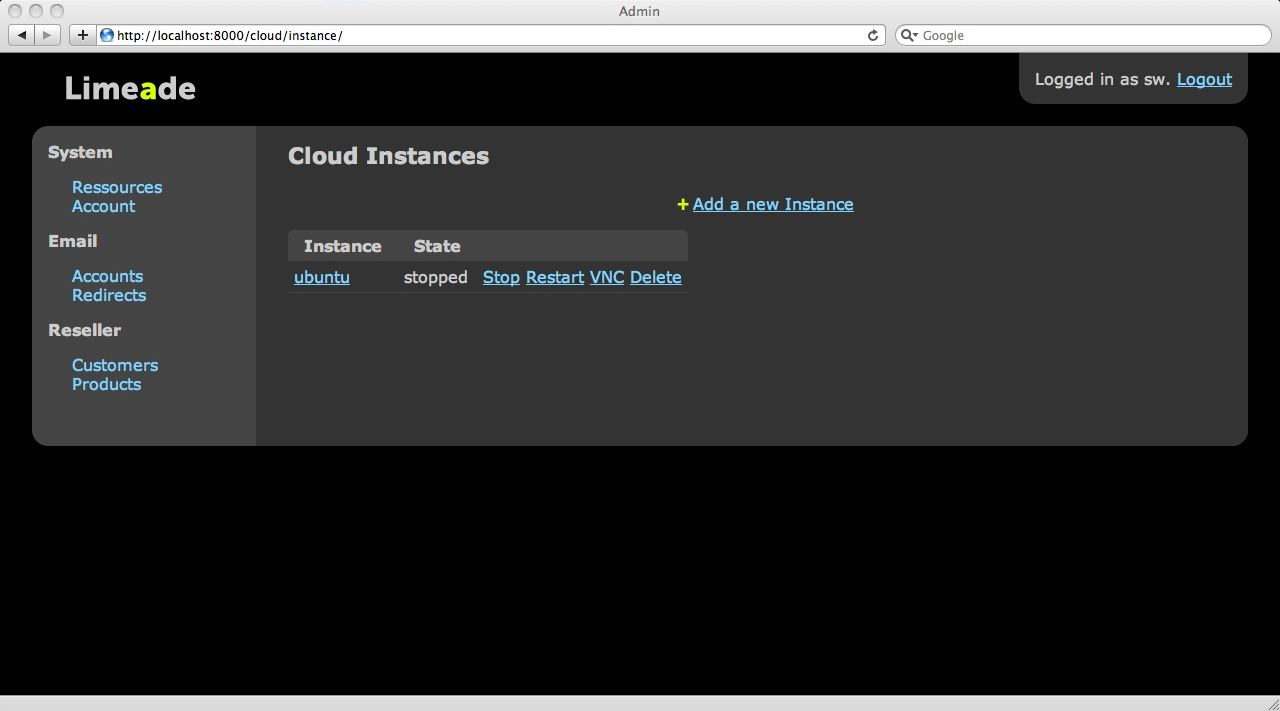 Admin
http://localhost:8000/cloud/instance/
Google
Limeade
Logged in as sw. Logout
System
Ressources
Account
Email
Accounts
Redirects
Reseller
Customers
Products
Cloud Instances
+ Add a new Instance
Instance State
ubuntu stopped Stop Restart VNC Delete